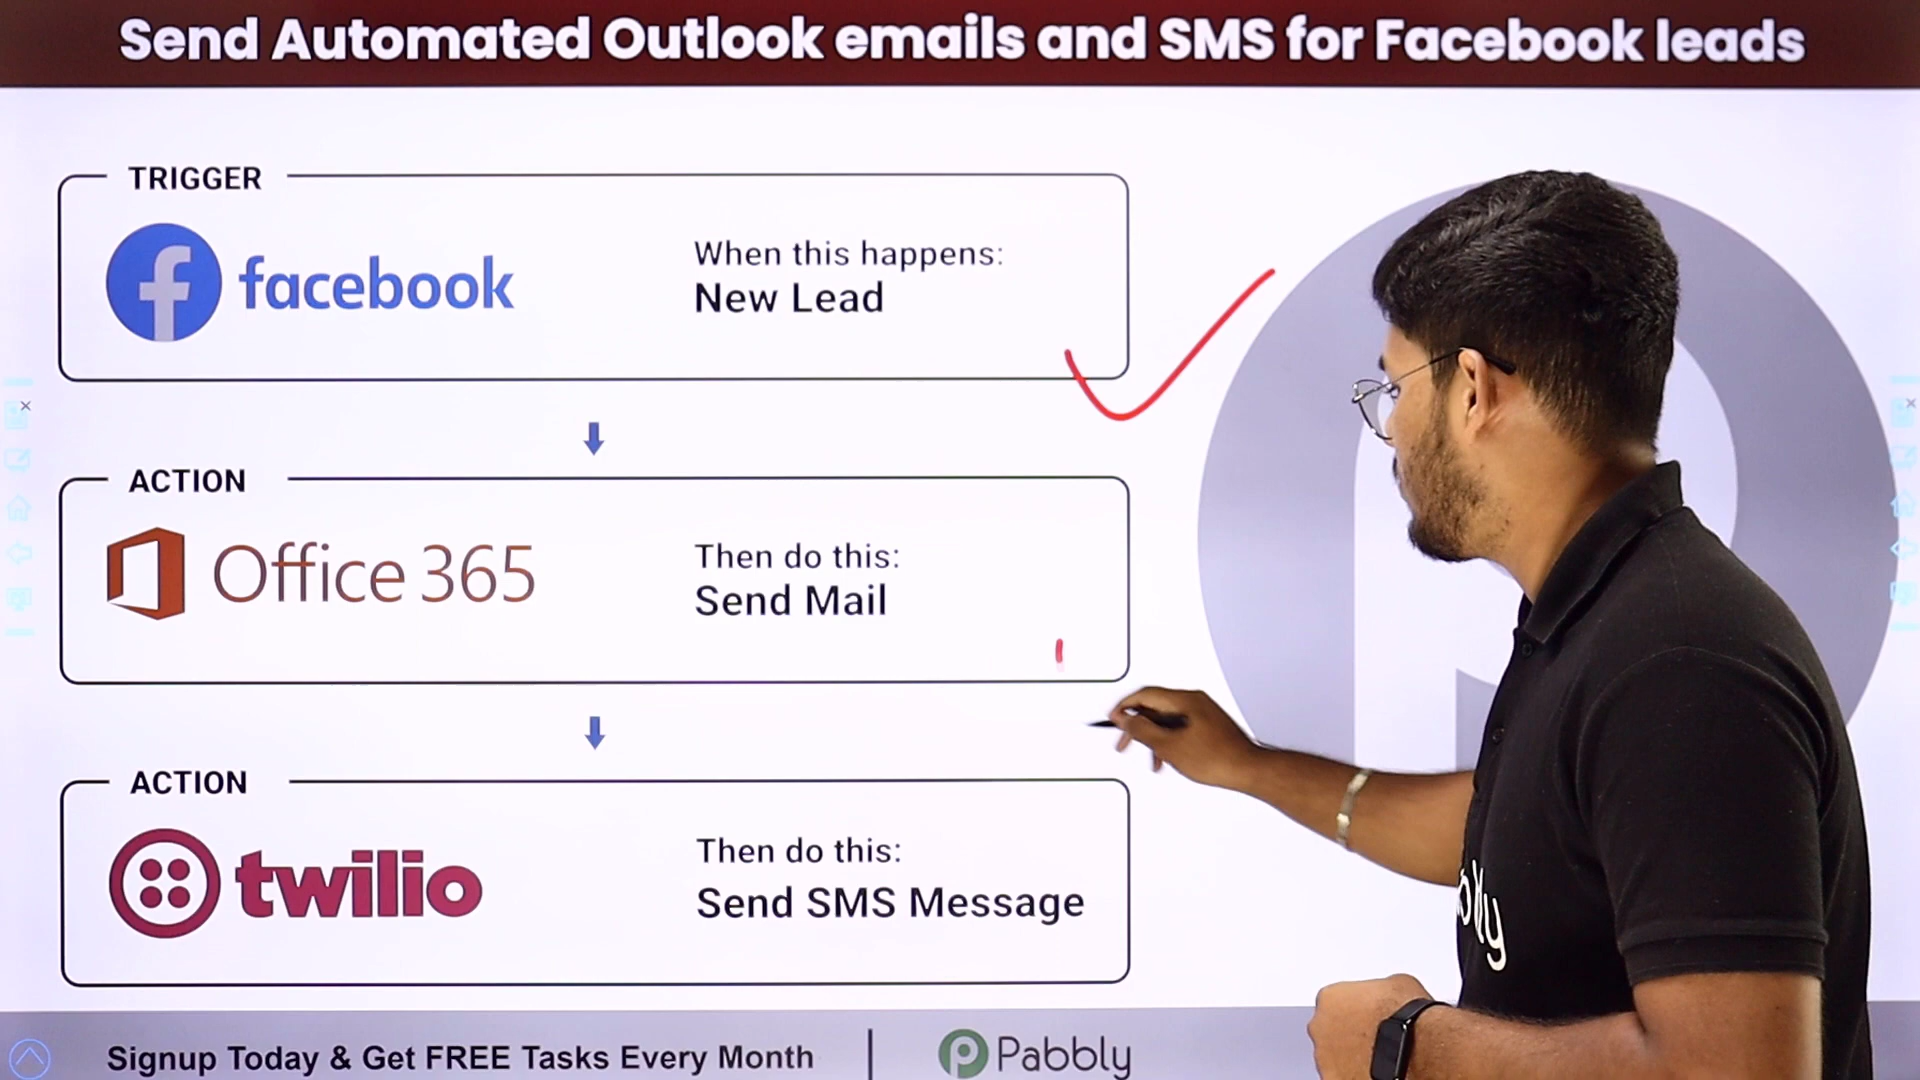 Send Automated Outlook emails and SMS for Facebook leads
TRIGGER
facebook
When this happens:
New Lead
ACTION
Office 365
Then do this:
Send Mail
ACTION
twilio
Then do this:
Send SMS Message
Signup Today & Get FREE Tasks Every Month
Pabbly